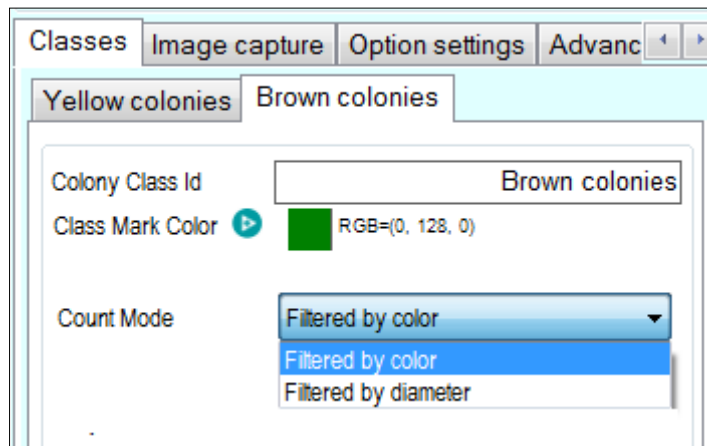 Classes Image capture Option settings Advanc
Yellow colonies Brown colonies
Colony Class Id Brown colonies
Class Mark Color RGB=(0, 128, 0)
Count Mode Filtered by color
Filtered by color
Filtered by diameter